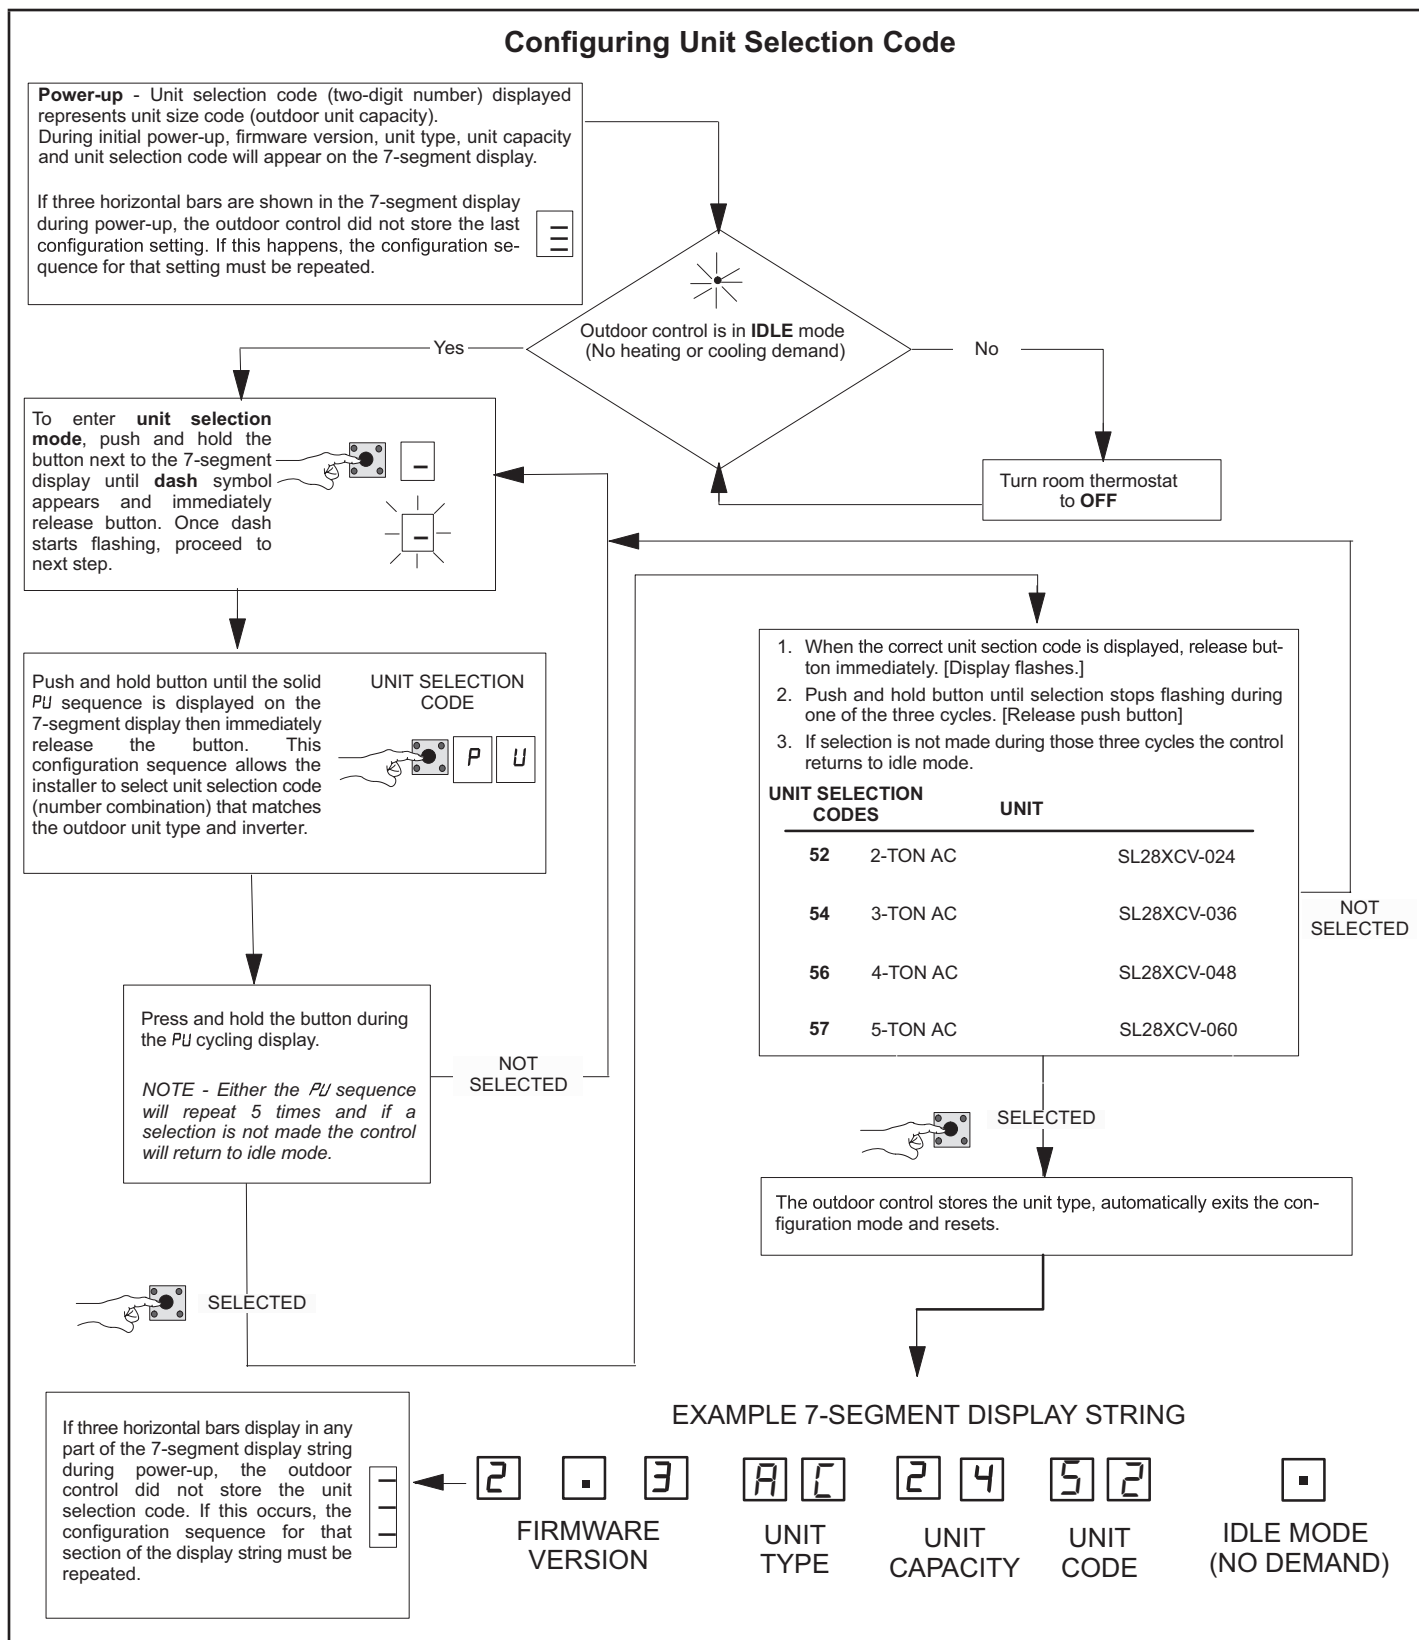 Configuring Unit Selection Code
Power-up - Unit selection code (two-digit number) displayed
represents unit size code (outdoor unit capacity).
During initial power-up, firmware version, unit type, unit capacity
and unit selection code will appear on the 7-segment display.
If three horizontal bars are shown in the 7-segment display
during power-up, the outdoor control did not store the last
configuration setting. If this happens, the configuration se-
quence for that setting must be repeated.
Outdoor control is in IDLE mode
(No heating or cooling demand)
Yes
No
Turn room thermostat
to OFF
To enter unit selection
mode, push and hold the
button next to the 7-segment
display until dash symbol
appears and immediately
release button. Once dash
starts flashing, proceed to
next step.
Push and hold button until the solid
PU sequence is displayed on the
7-segment display then immediately
release the button. This
configuration sequence allows the
installer to select unit selection code
(number combination) that matches
the outdoor unit type and inverter.
UNIT SELECTION
CODE
P U
Press and hold the button during
the PU cycling display.
NOTE - Either the PU sequence
will repeat 5 times and if a
selection is not made the control
will return to idle mode.
NOT
SELECTED
SELECTED
1. When the correct unit section code is displayed, release but-
ton immediately. [Display flashes.]
2. Push and hold button until selection stops flashing during
one of the three cycles. [Release push button]
3. If selection is not made during those three cycles the control
returns to idle mode.
UNIT SELECTION
CODES UNIT
52 2-TON AC SL28XCV-024
54 3-TON AC SL28XCV-036
56 4-TON AC SL28XCV-048
57 5-TON AC SL28XCV-060
NOT
SELECTED
SELECTED
The outdoor control stores the unit type, automatically exits the con-
figuration mode and resets.
EXAMPLE 7-SEGMENT DISPLAY STRING
2 . 3 A C 2 4 5 2 .
FIRMWARE
VERSION
UNIT
TYPE
UNIT
CAPACITY
UNIT
CODE
IDLE MODE
(NO DEMAND)
If three horizontal bars display in any
part of the 7-segment display string
during power-up, the outdoor
control did not store the unit
selection code. If this occurs, the
configuration sequence for that
section of the display string must be
repeated.